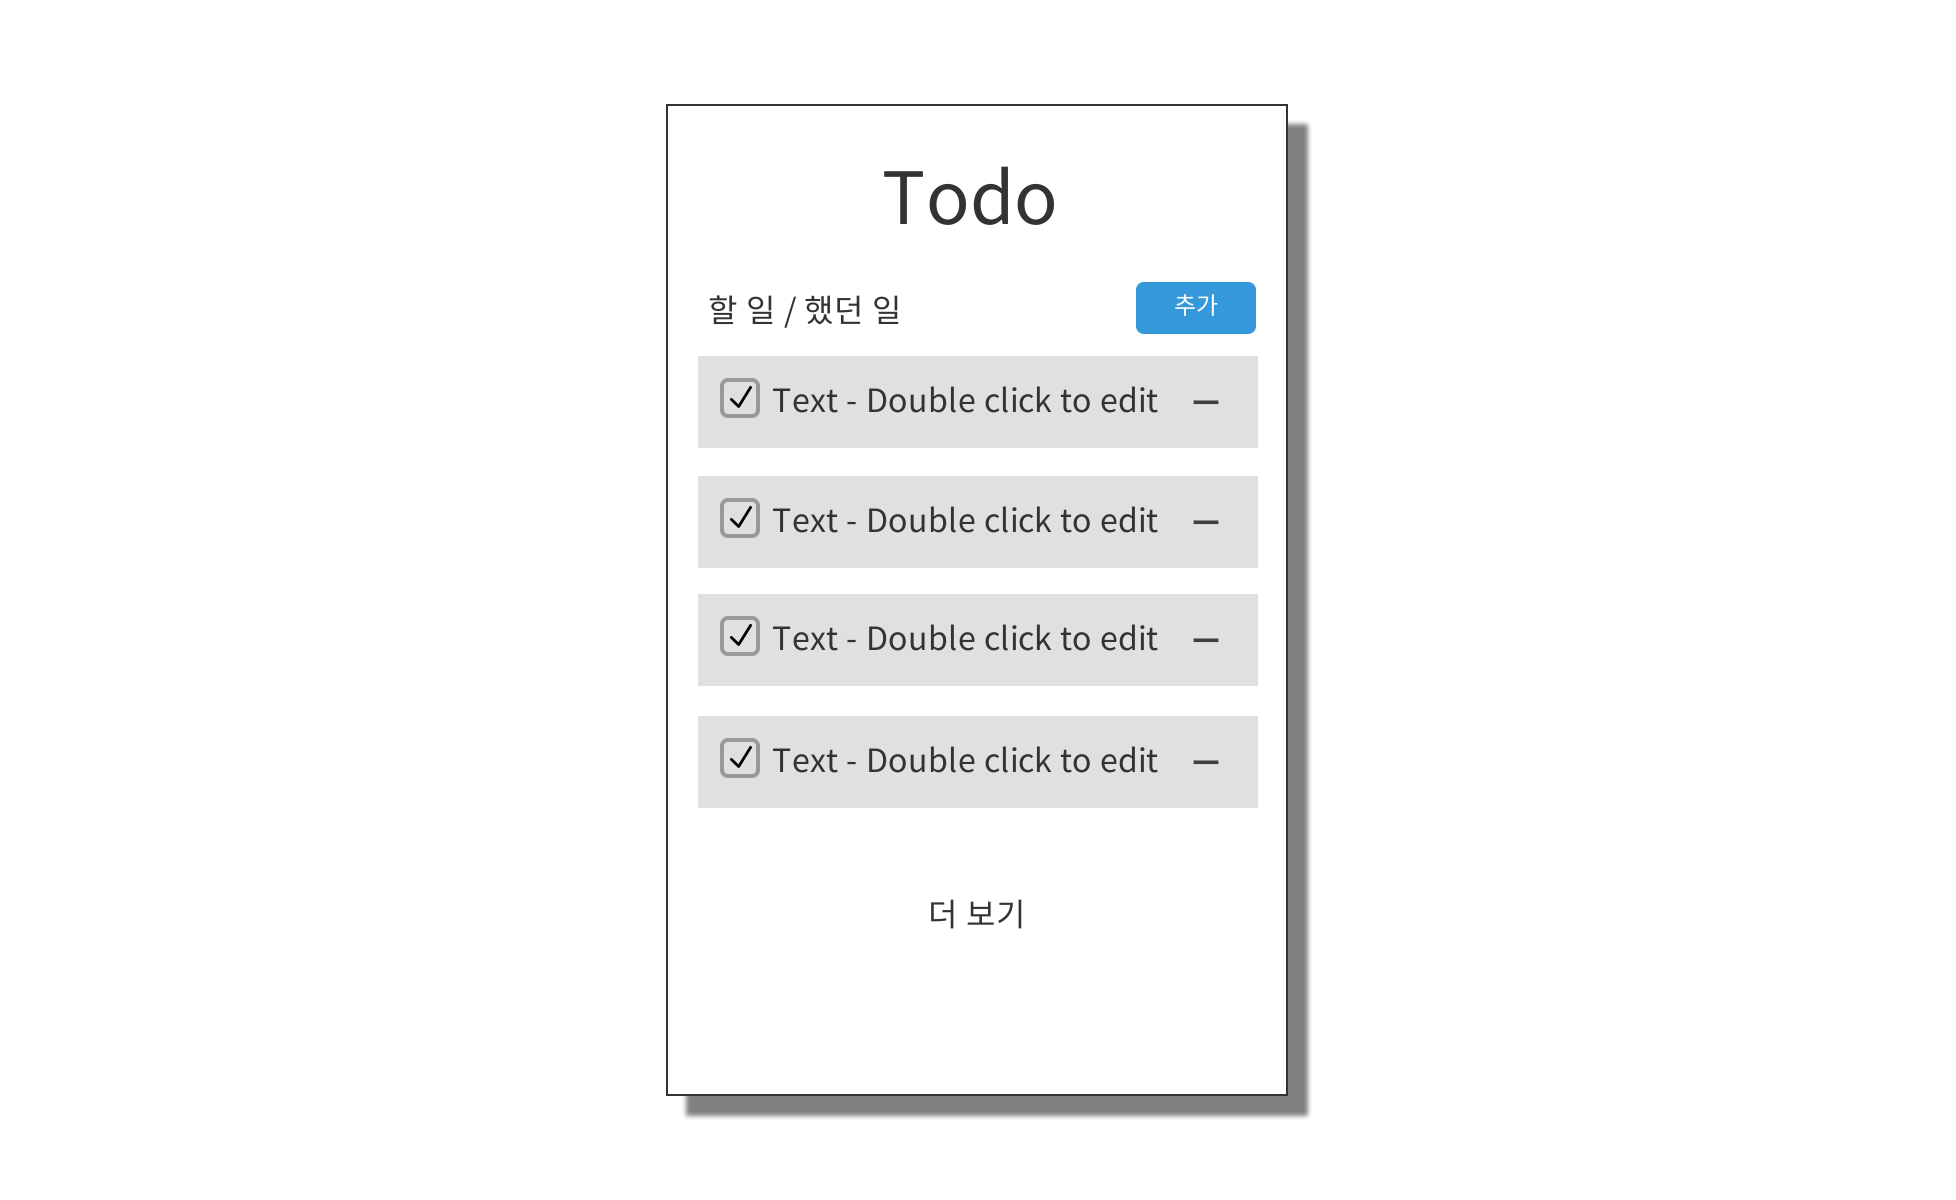 Todo
할 일 / 했던 일
추가
Text - Double click to edit
Text - Double click to edit
Text - Double click to edit
Text - Double click to edit
더 보기